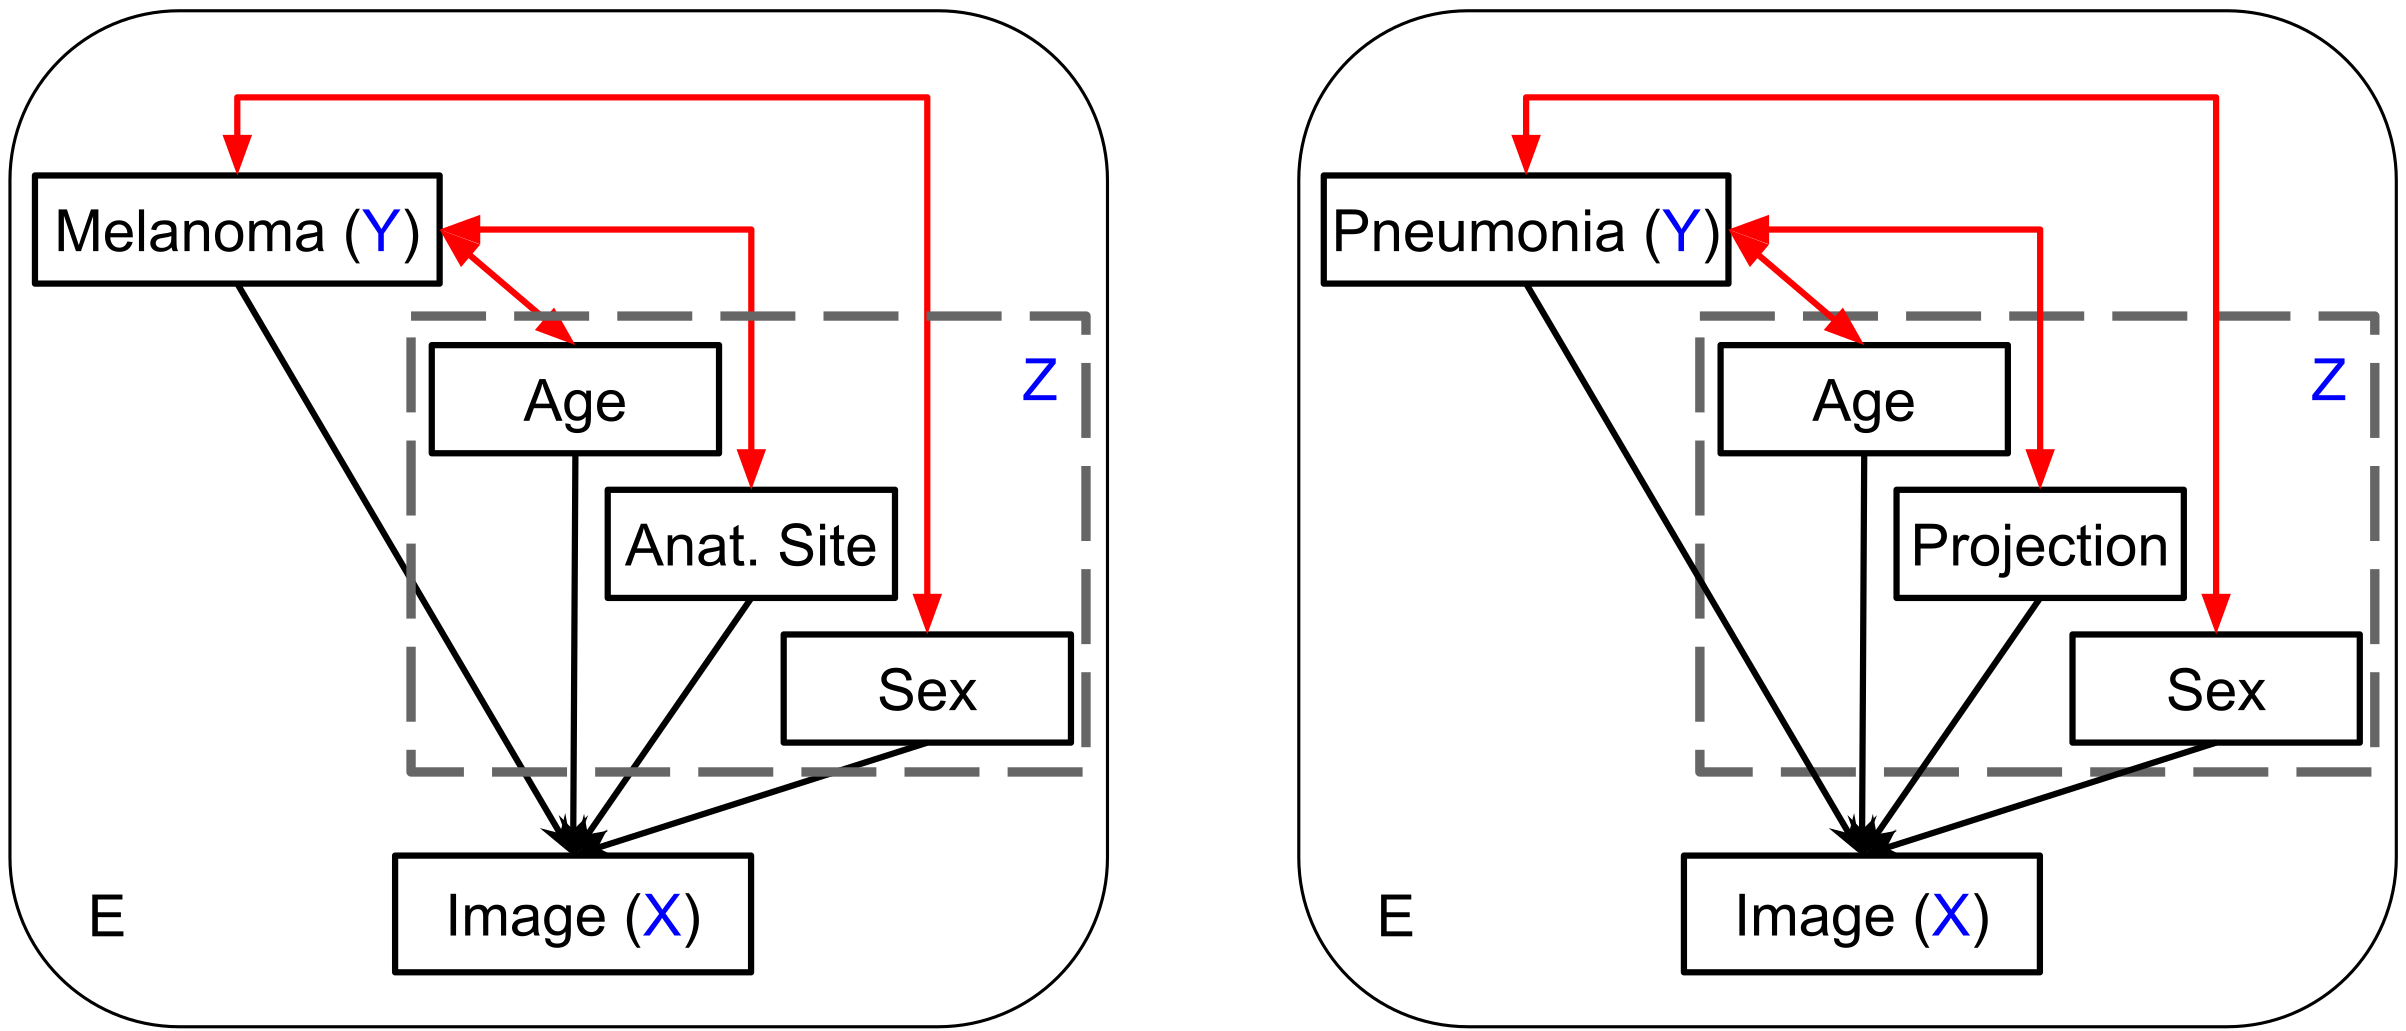 Melanoma (Y)
Z
Age
Anat. Site
Sex
E
Image (X)
Pneumonia (Y)
Z
Age
Projection
Sex
E
Image (X)